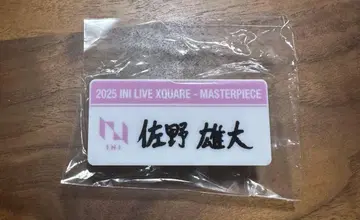 2025 INI LIVE XQUARE - MASTERPIECE
INI
佐野 雄大